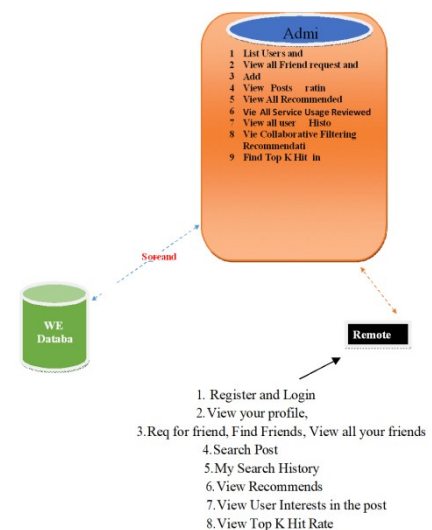 Admi
1 List Users and
2 View all Friend request and
3 Add
4 View Posts ratin
5 View All Recommended
6 Vie All Service Usage Reviewed
7 View all user Histo
8 Vie Collaborative Filtering
Recommendati
9 Find Top K Hit in
Soreand
WE
Databa
Remote
1. Register and Login
2. View your profile,
3.Req for friend, Find Friends, View all your friends
4.Search Post
5.My Search History
6.View Recommends
7.View User Interests in the post
8.View Top K Hit Rate